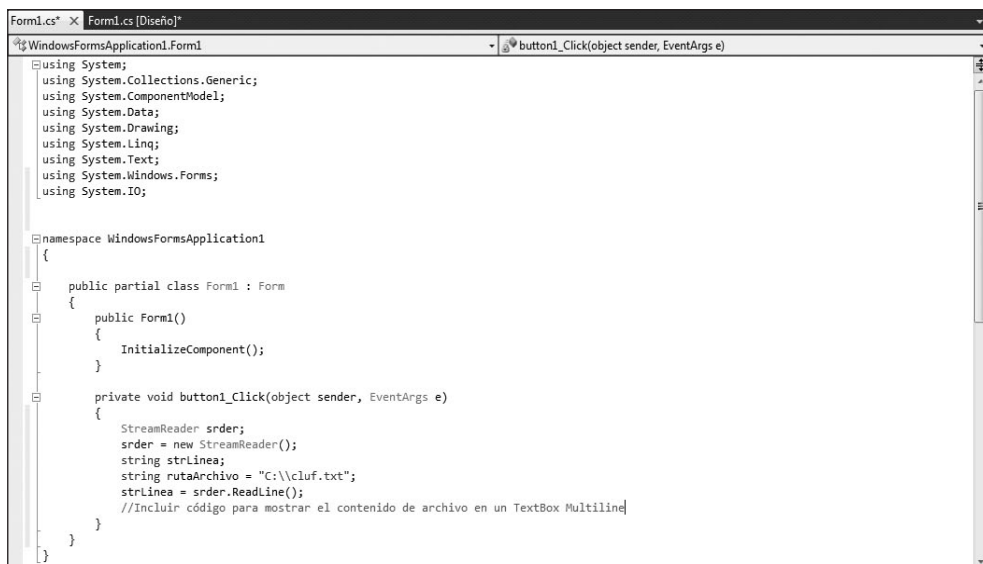 Form1.cs* X Form1.cs [Diseño]*
WindowsFormsApplication1.Form1 button1_Click(object sender, EventArgs e)
using System;
using System.Collections.Generic;
using System.ComponentModel;
using System.Data;
using System.Drawing;
using System.Linq;
using System.Text;
using System.Windows.Forms;
using System.IO;
namespace WindowsFormsApplication1
{
public partial class Form1 : Form
{
public Form1()
{
InitializeComponent();
}
private void button1_Click(object sender, EventArgs e)
{
StreamReader srder;
srder = new StreamReader();
string strLinea;
string rutaArchivo = "C:\\cluf.txt";
strLinea = srder.ReadLine();
//Incluir código para mostrar el contenido de archivo en un TextBox Multiline
}
}
}